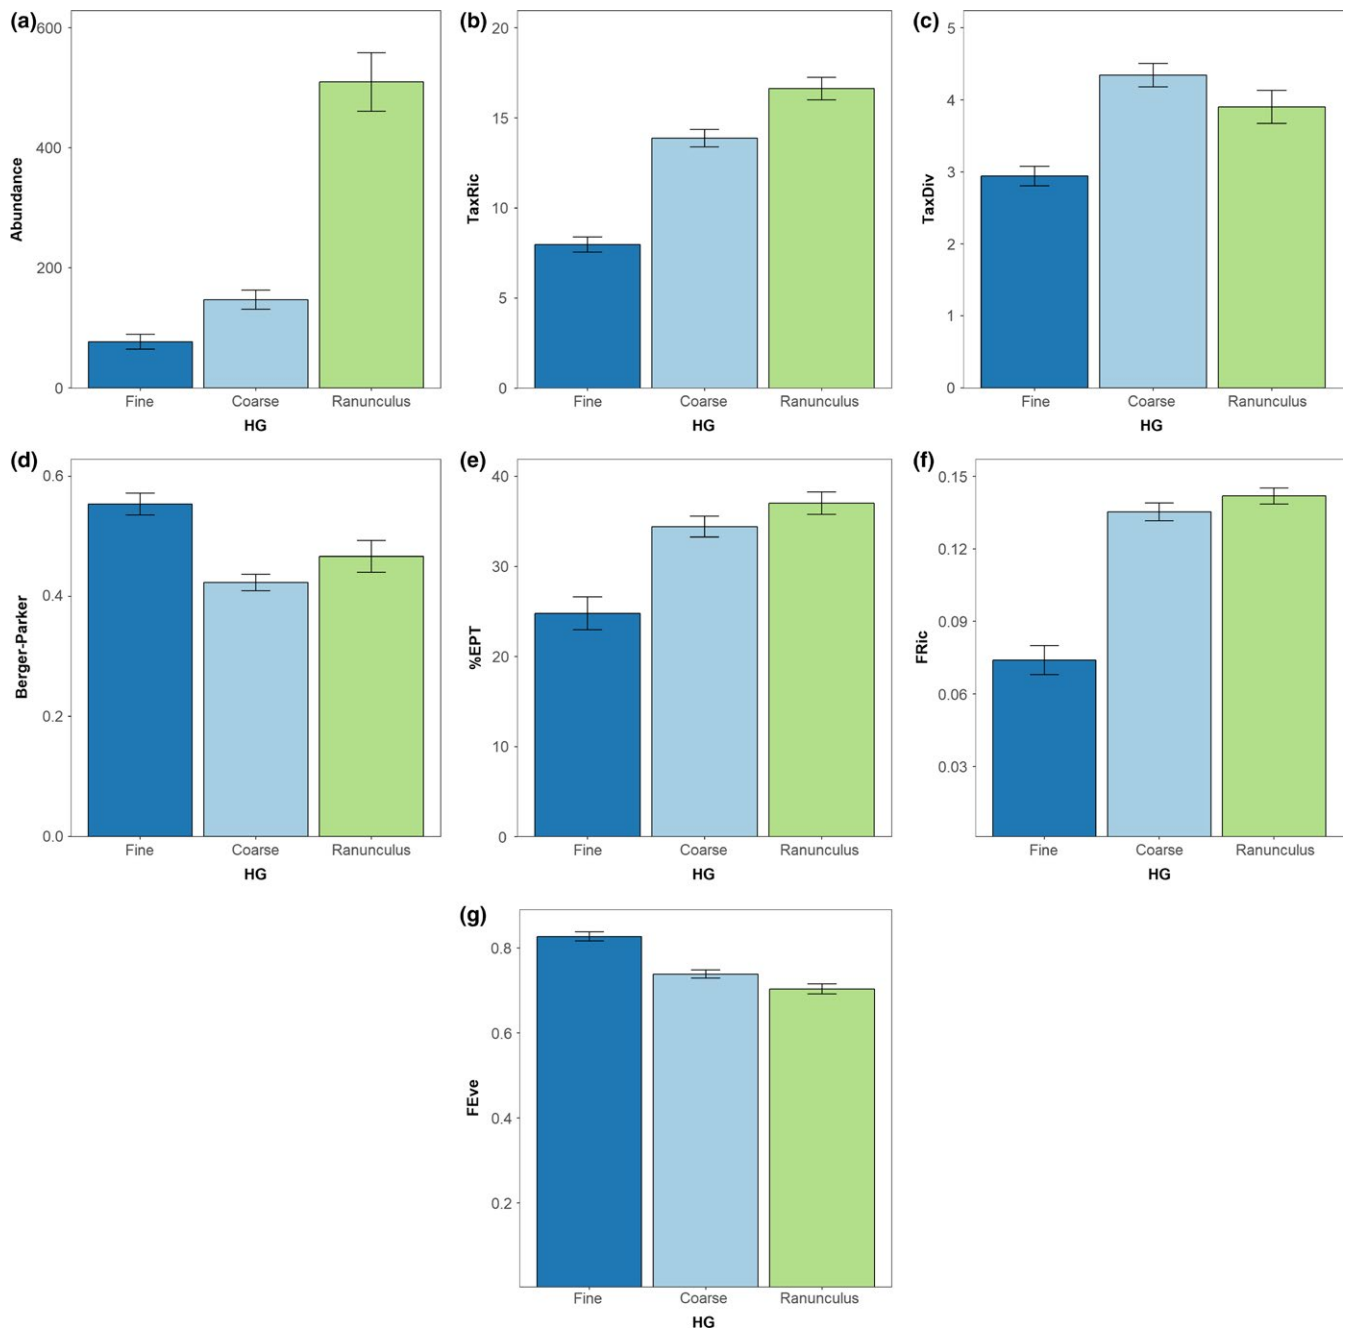 (a)
600
400
200
0
Abundance
Fine Coarse Ranunculus
HG
(b)
20
15
10
5
0
TaxRic
Fine Coarse Ranunculus
HG
(c)
5
4
3
2
1
0
TaxDiv
Fine Coarse Ranunculus
HG
(d)
0.6
0.4
0.2
0.0
Berger-Parker
Fine Coarse Ranunculus
HG
(e)
40
30
20
10
0
%EPT
Fine Coarse Ranunculus
HG
(f)
0.15
0.12
0.09
0.06
0.03
FRic
Fine Coarse Ranunculus
HG
(g)
0.8
0.6
0.4
0.2
FEve
Fine Coarse Ranunculus
HG